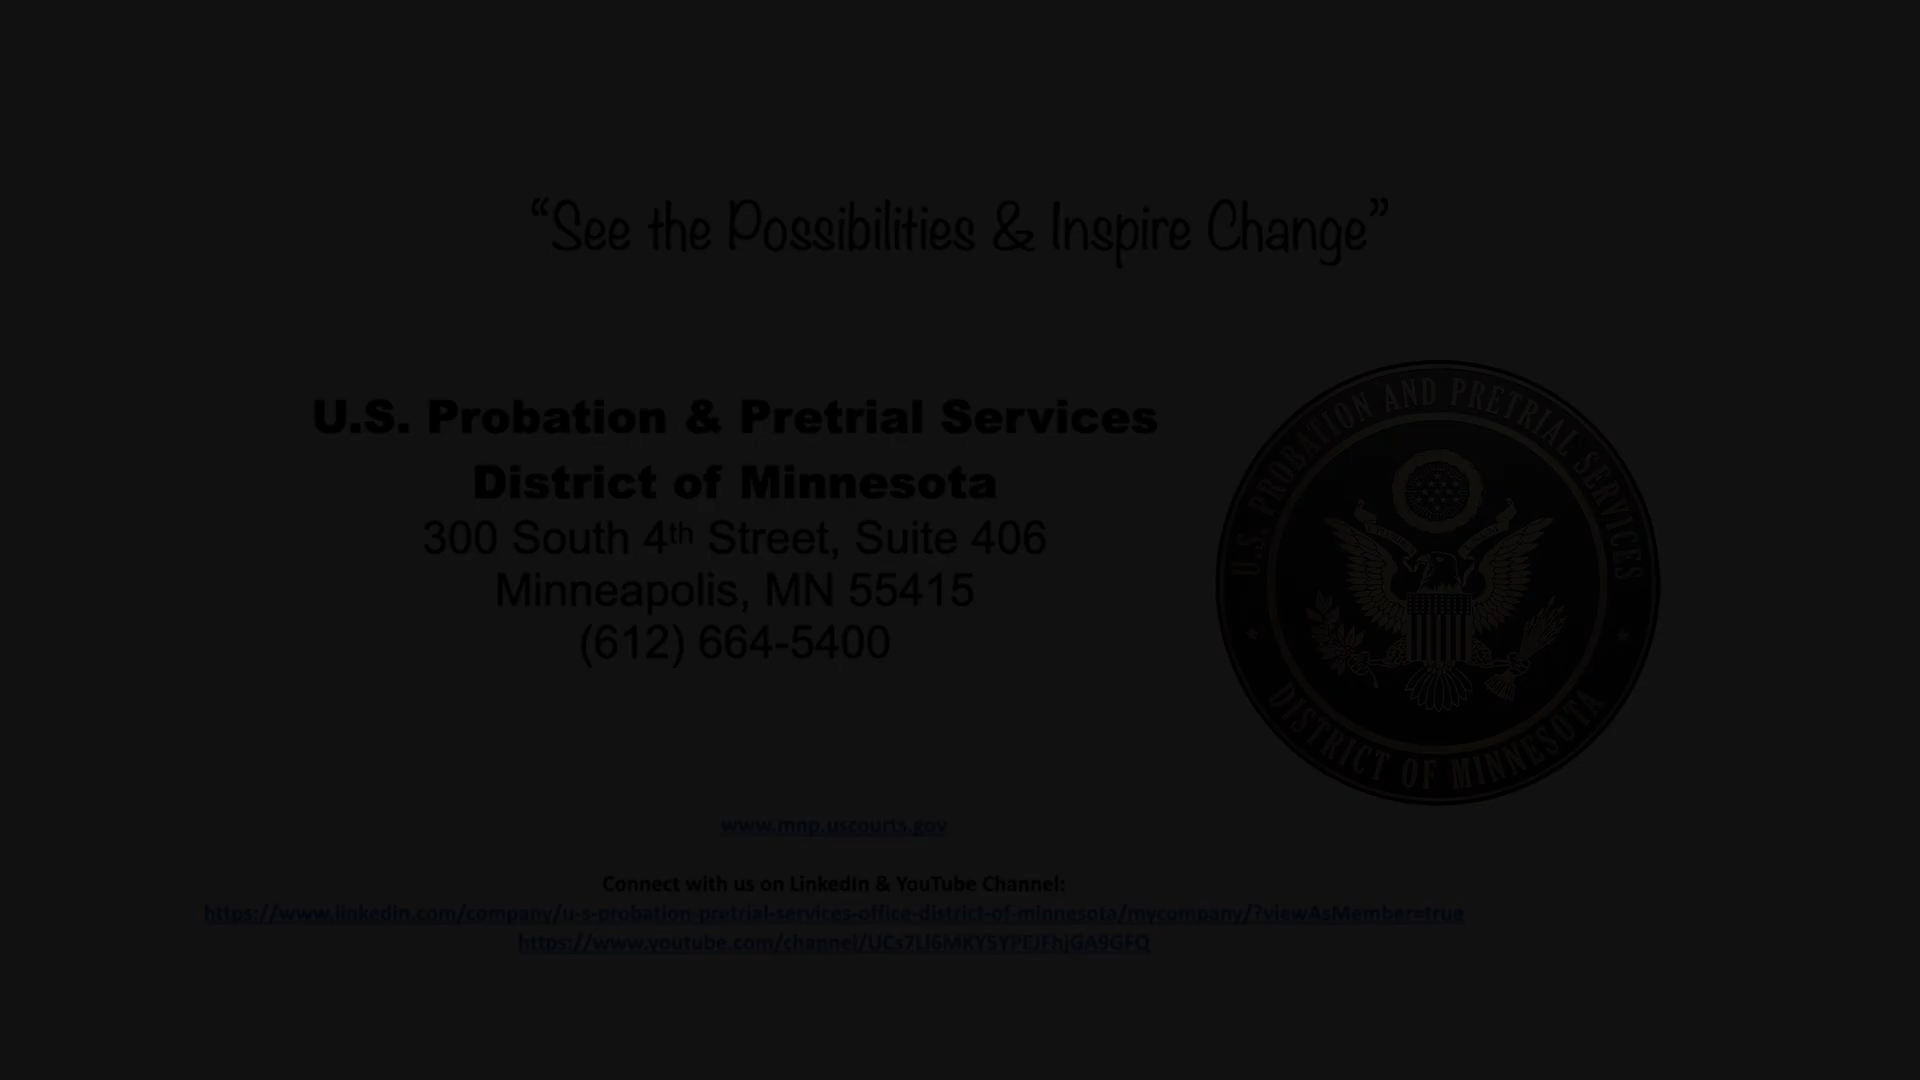 “See the Possibilities & Inspire Change”
U.S. Probation & Pretrial Services
District of Minnesota
300 South 4th Street, Suite 406
Minneapolis, MN 55415
(612) 664-5400
U.S. PROBATION AND PRETRIAL SERVICES
DISTRICT OF MINNESOTA
www.mnp.uscourts.gov
Connect with us on LinkedIn & YouTube Channel:
https://www.linkedin.com/company/u-s-probation-pretrial-services-office-district-of-minnesota/mycompany/?viewAsMember=true